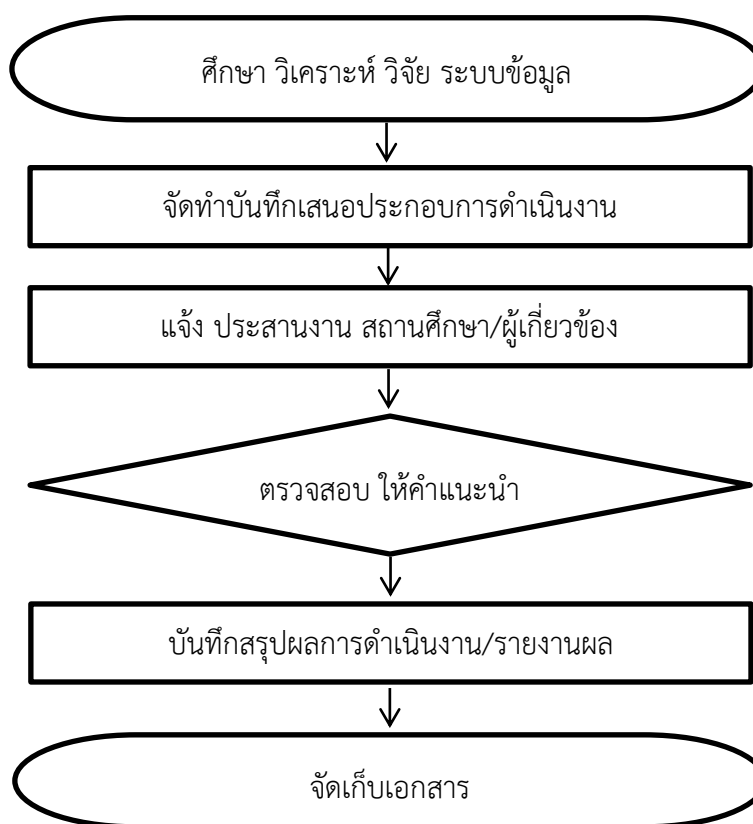 ศึกษา วิเคราะห์ วิจัย ระบบข้อมูล
จัดทำบันทึกเสนอประกอบการดำเนินงาน
แจ้ง ประสานงาน สถานศึกษา/ผู้เกี่ยวข้อง
ตรวจสอบ ให้คำแนะนำ
บันทึกสรุปผลการดำเนินงาน/รายงานผล
จัดเก็บเอกสาร